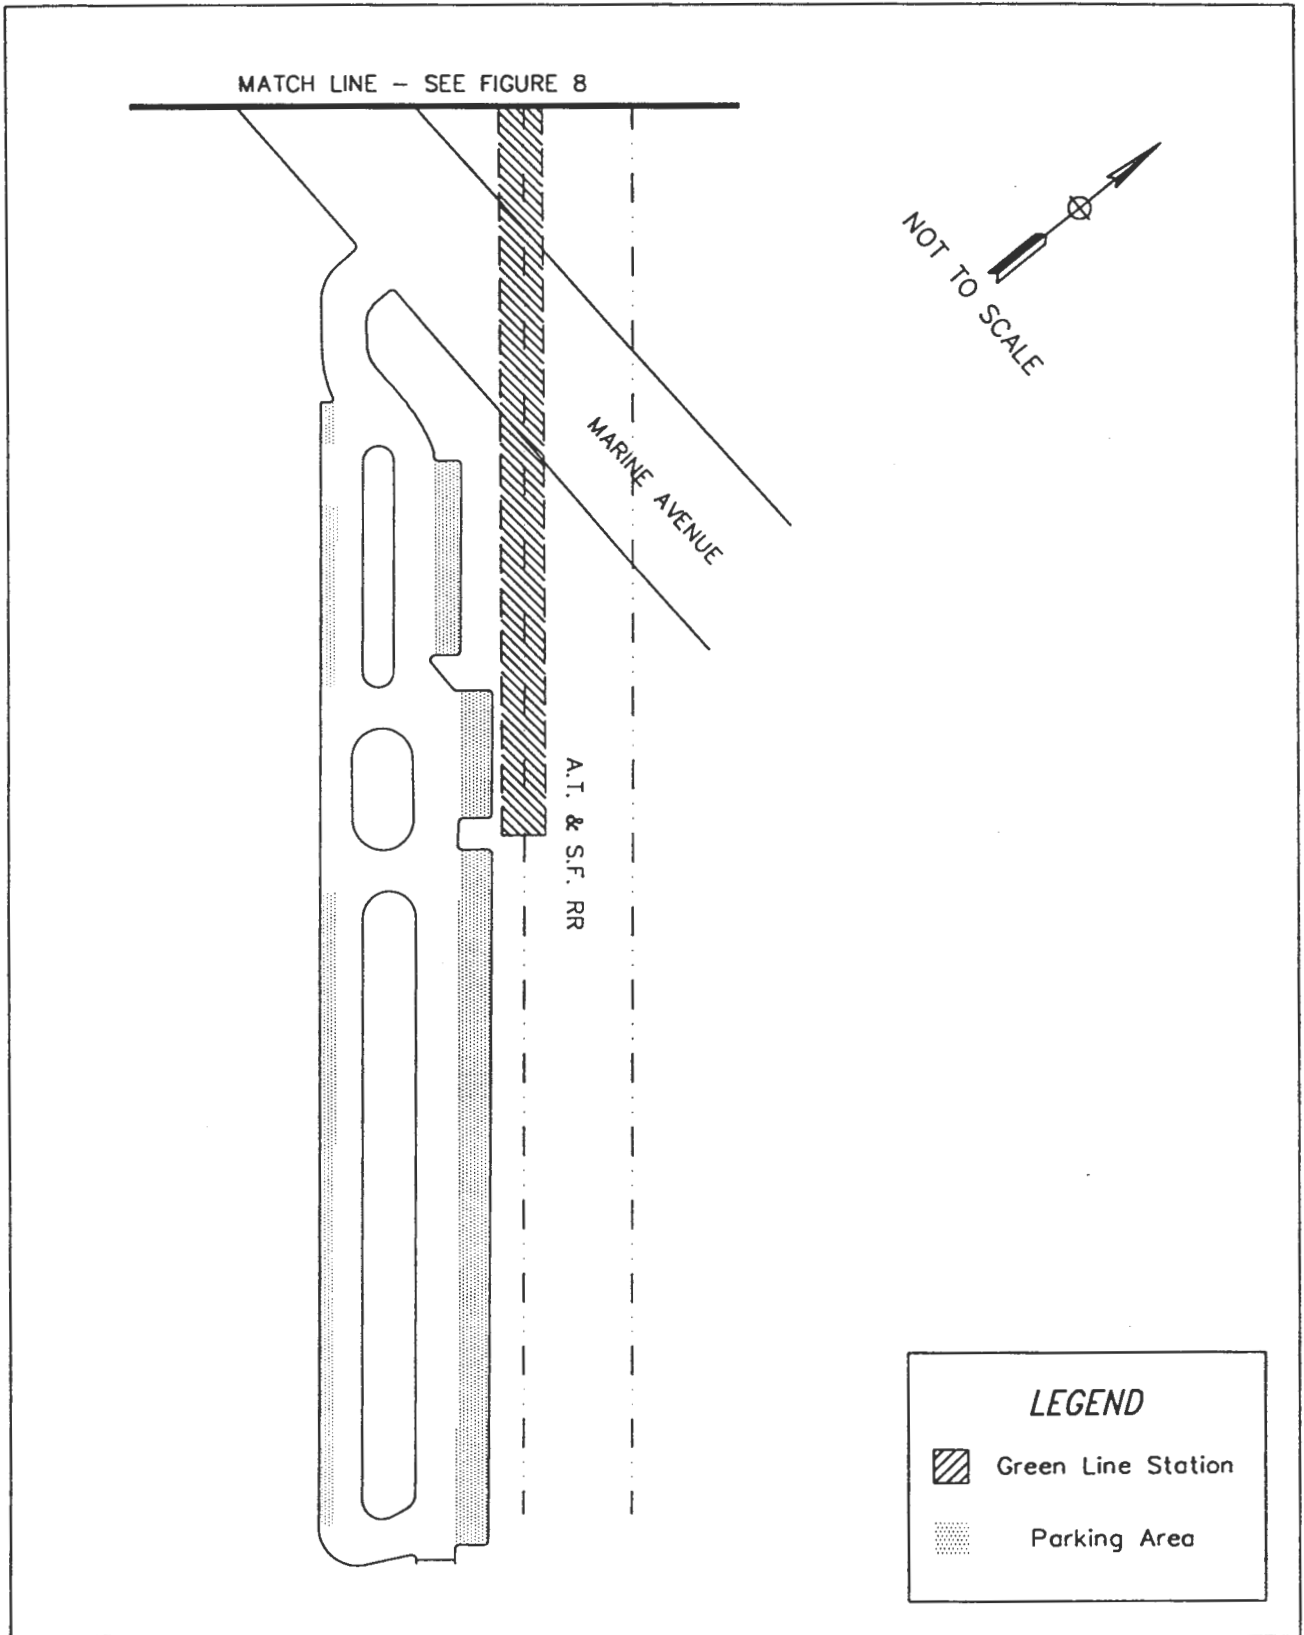 MATCH LINE - SEE FIGURE 8
NOT TO SCALE
MARINE AVENUE
A.T. & S.F. RR
LEGEND
Green Line Station
Parking Area